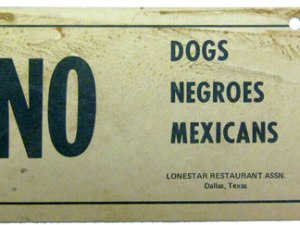 NO
DOGS
NEGROES
MEXICANS
LONESTAR RESTAURANT ASSN.
Dallas, Texas